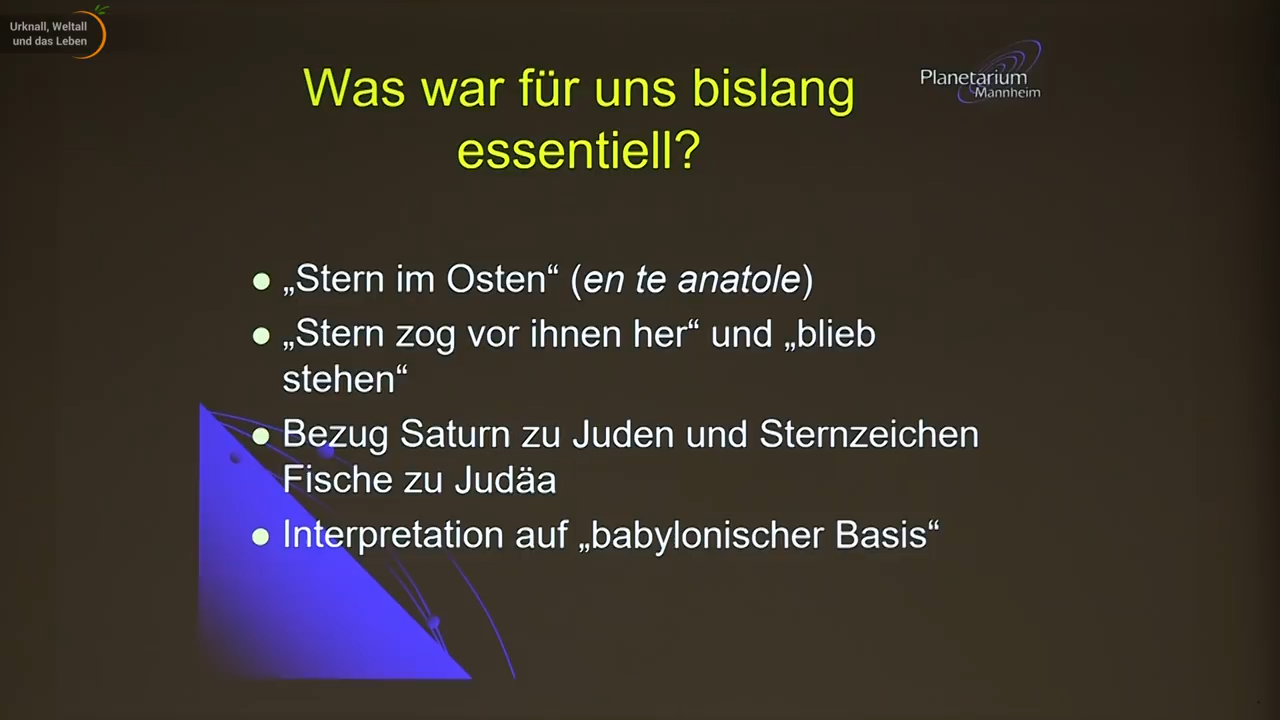 Urknall, Weltall
und das Leben
Planetarium
Mannheim
Was war für uns bislang
essentiell?
„Stern im Osten“ (en te anatole)
„Stern zog vor ihnen her“ und „blieb
stehen“
Bezug Saturn zu Juden und Sternzeichen
Fische zu Judäa
Interpretation auf „babylonischer Basis“